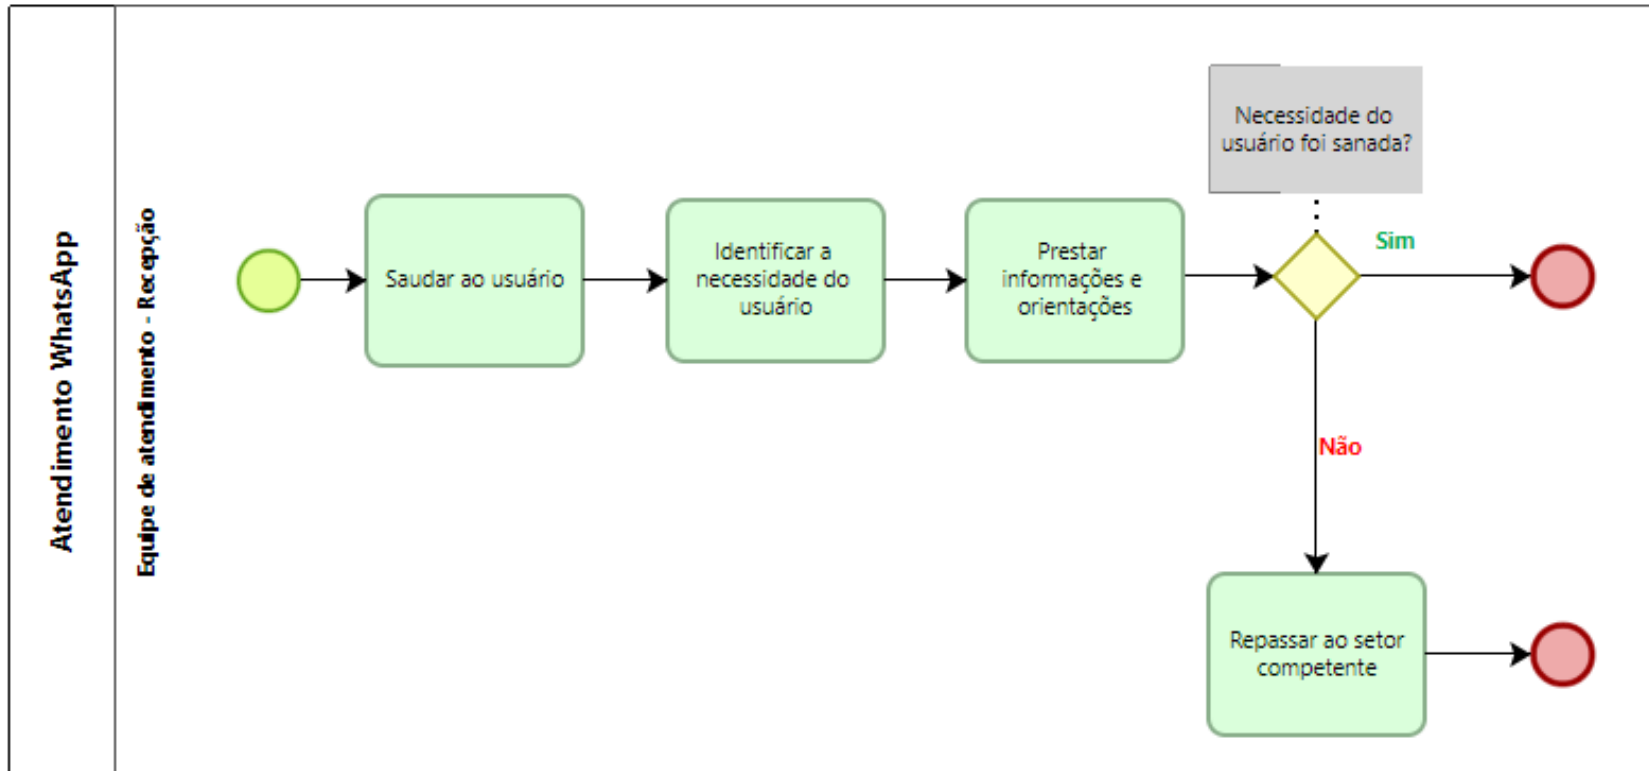 Atendimento WhatsApp
Equipe de atendimento - Recepção
Saudar ao usuário
Identificar a
necessidade do
usuário
Prestar
informações e
orientações
Necessidade do
usuário foi sanada?
Sim
Não
Repassar ao setor
competente